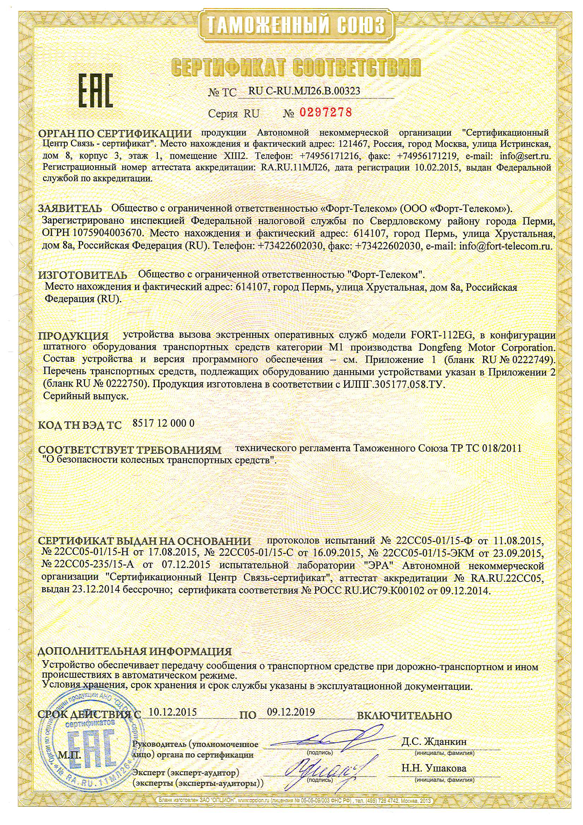 ТАМОЖЕННЫЙ СОЮЗ
СЕРТИФИКАТ СООТВЕТСТВИЯ
ЕАС
№ ТС RU C-RU.МЛ26.В.00323
Серия RU № 0297278
ОРГАН ПО СЕРТИФИКАЦИИ продукции Автономной некоммерческой организации "Сертификационный
Центр Связь - сертификат". Место нахождения и фактический адрес: 121467, Россия, город Москва, улица Истринская,
дом 8, корпус 3, этаж 1, помещение XIII2. Телефон: +74956171216, факс: +74956171219, e-mail: info@sert.ru.
Регистрационный номер аттестата аккредитации: RA.RU.11МЛ26, дата регистрации 10.02.2015, выдан Федеральной
службой по аккредитации.
ЗАЯВИТЕЛЬ Общество с ограниченной ответственностью «Форт-Телеком» (ООО «Форт-Телеком»).
Зарегистрировано инспекцией Федеральной налоговой службы по Свердловскому району города Перми,
ОГРН 1075904003670. Место нахождения и фактический адрес: 614107, город Пермь, улица Хрустальная,
дом 8а, Российская Федерация (RU). Телефон: +73422602030, факс: +73422602030, e-mail: info@fort-telecom.ru.
ИЗГОТОВИТЕЛЬ Общество с ограниченной ответственностью "Форт-Телеком".
Место нахождения и фактический адрес: 614107, город Пермь, улица Хрустальная, дом 8а, Российская
Федерация (RU).
ПРОДУКЦИЯ устройства вызова экстренных оперативных служб модели FORT-112EG, в конфигурации
штатного оборудования транспортных средств категории M1 производства Dongfeng Motor Corporation.
Состав устройства и версия программного обеспечения – см. Приложение 1 (бланк RU № 0222749).
Перечень транспортных средств, подлежащих оборудованию данными устройствами указан в Приложении 2
(бланк RU № 0222750). Продукция изготовлена в соответствии с ИЛПГ.305177.058.ТУ.
Серийный выпуск.
КОД ТН ВЭД ТС 8517 12 000 0
СООТВЕТСТВУЕТ ТРЕБОВАНИЯМ технического регламента Таможенного Союза ТР ТС 018/2011
"О безопасности колесных транспортных средств".
СЕРТИФИКАТ ВЫДАН НА ОСНОВАНИИ протоколов испытаний № 22СС05-01/15-Ф от 11.08.2015,
№ 22СС05-01/15-Н от 17.08.2015, № 22СС05-01/15-С от 16.09.2015, № 22СС05-01/15-ЭКМ от 23.09.2015,
№ 22СС05-235/15-А от 07.12.2015 испытательной лаборатории "ЭРА" Автономной некоммерческой
организации "Сертификационный Центр Связь-сертификат", аттестат аккредитации № RA.RU.22СС05,
выдан 23.12.2014 бессрочно; сертификата соответствия № РОСС RU.ИС79.К00102 от 09.12.2014.
ДОПОЛНИТЕЛЬНАЯ ИНФОРМАЦИЯ
Устройство обеспечивает передачу сообщения о транспортном средстве при дорожно-транспортном и ином
происшествиях в автоматическом режиме.
Условия хранения, срок хранения и срок службы указаны в эксплуатационной документации.
СРОК ДЕЙСТВИЯ С 10.12.2015 ПО 09.12.2019 ВКЛЮЧИТЕЛЬНО
М.П.
Руководитель (уполномоченное
лицо) органа по сертификации
(подпись)
Д.С. Жданкин
(инициалы, фамилия)
Эксперт (эксперт-аудитор)
(эксперты (эксперты-аудиторы))
(подпись)
Н.Н. Ушакова
(инициалы, фамилия)
сертификатов
ЕАС
№ RA.RU.11МЛ26